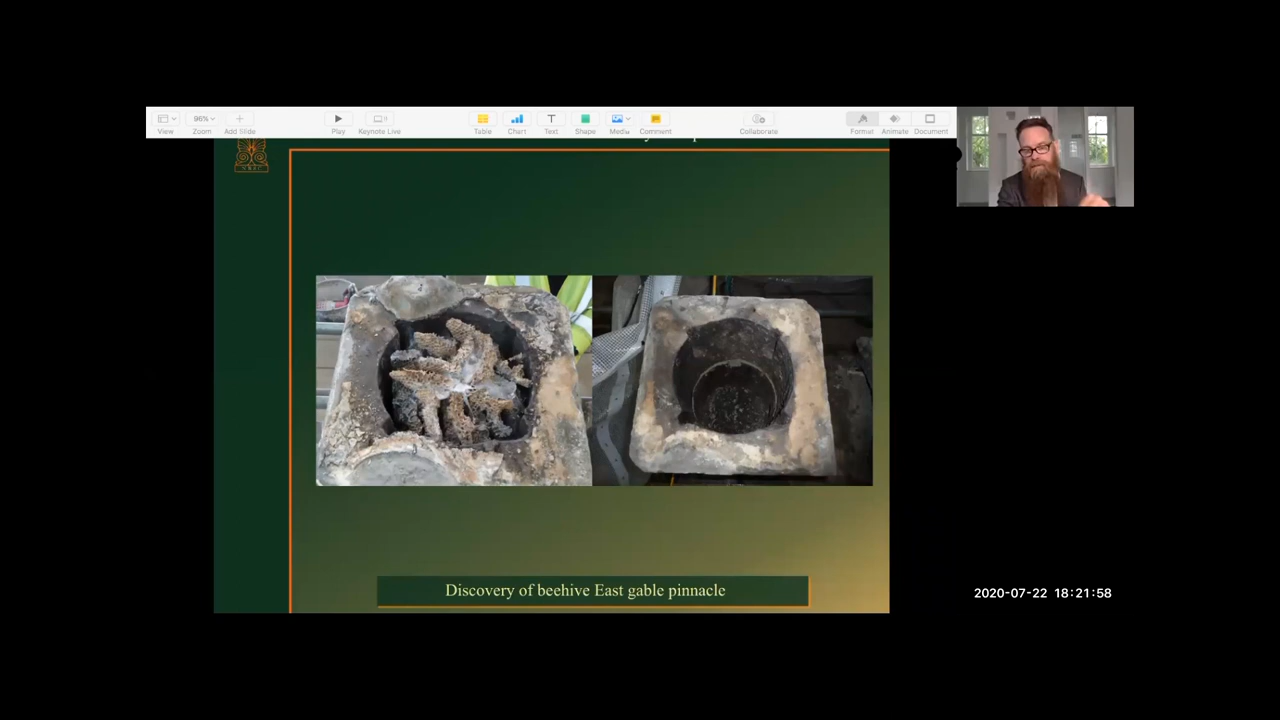 96%
View
Zoom
Add Slide
Play
Keynote Live
Table
Chart
Text
Shape
Media
Comment
Collaborate
Format
Animate
Document
Discovery of beehive East gable pinnacle
2020-07-22 18:21:58